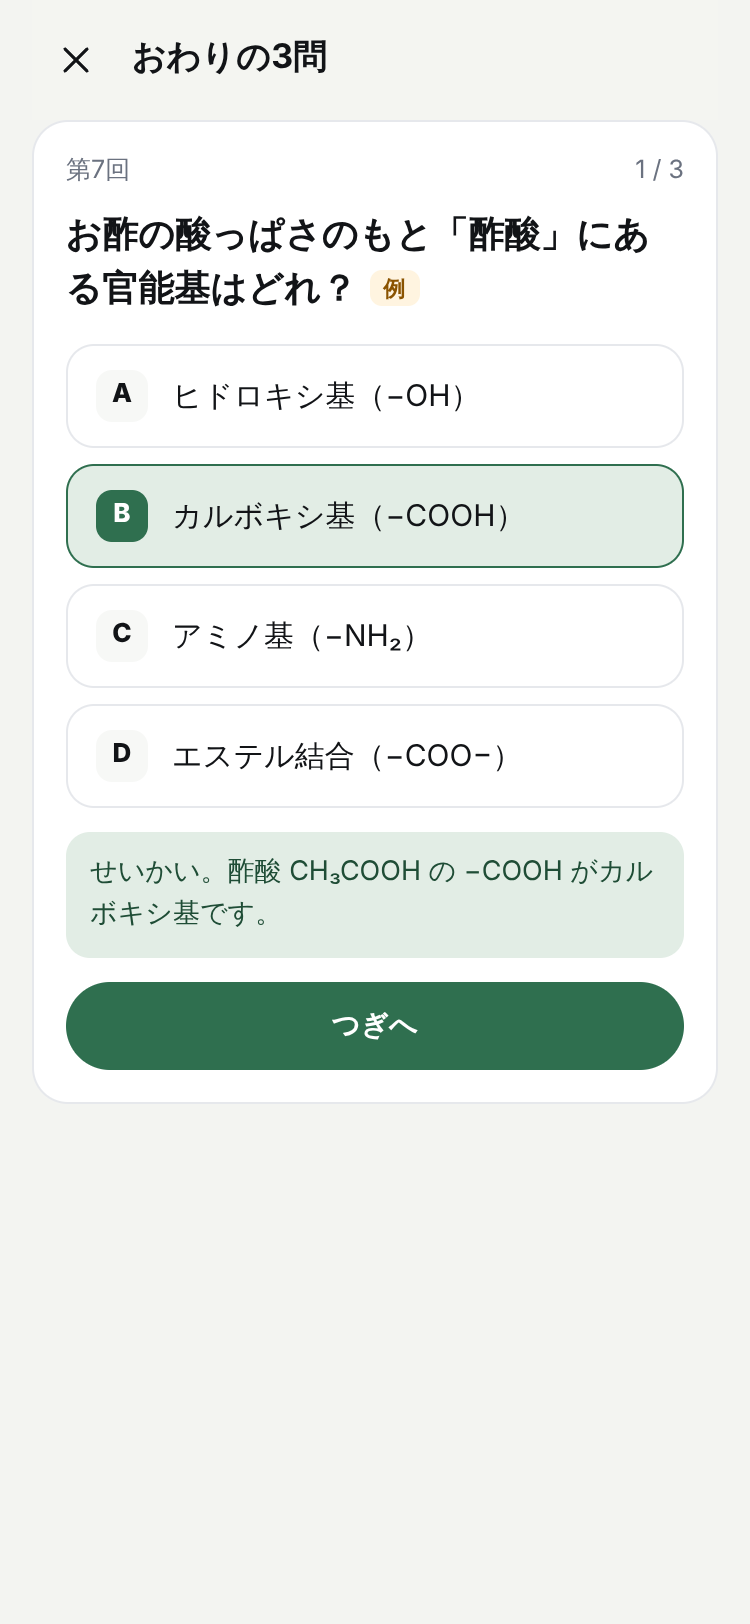 おわりの3問
第7回
1 / 3
お酢の酸っぱさのもと「酢酸」にあ
る官能基はどれ？ 例
A ヒドロキシ基（−OH）
B カルボキシ基（−COOH）
C アミノ基（−NH₂）
D エステル結合（−COO−）
せいかい。酢酸 CH₃COOH の −COOH がカル
ボキシ基です。
つぎへ